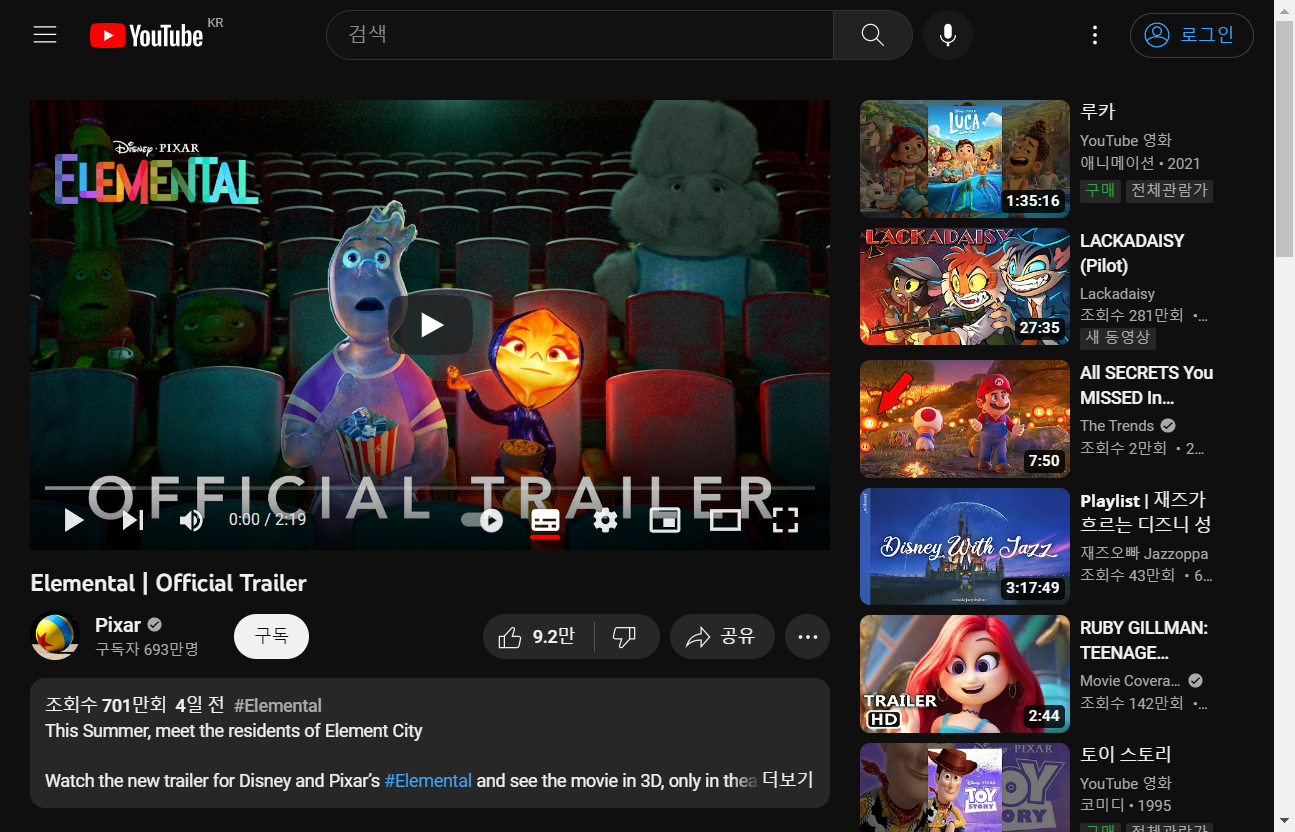 YouTube KR
검색
로그인
Disney · PIXAR
ELEMENTAL
OFFICIAL TRAILER
0:00 / 2:19
Elemental | Official Trailer
Pixar
구독자 693만명
구독
9.2만
공유
조회수 701만회 4일 전 #Elemental
This Summer, meet the residents of Element City
Watch the new trailer for Disney and Pixar’s #Elemental and see the movie in 3D, only in thea 더보기
LUCA
1:35:16
루카
YouTube 영화
애니메이션 • 2021
구매 전체관람가
LACKADAISY
27:35
LACKADAISY
(Pilot)
Lackadaisy
조회수 281만회 •...
새 동영상
7:50
All SECRETS You
MISSED In...
The Trends
조회수 2만회 • 2...
Disney With Jazz
3:17:49
Playlist | 재즈가
흐르는 디즈니 성
재즈오빠 Jazzoppa
조회수 43만회 • 6...
TRAILER
HD
2:44
RUBY GILLMAN:
TEENAGE...
Movie Covera...
조회수 142만회 •...
PIXAR
TOY
STORY
토이 스토리
YouTube 영화
코미디 • 1995
구매 전체관람가